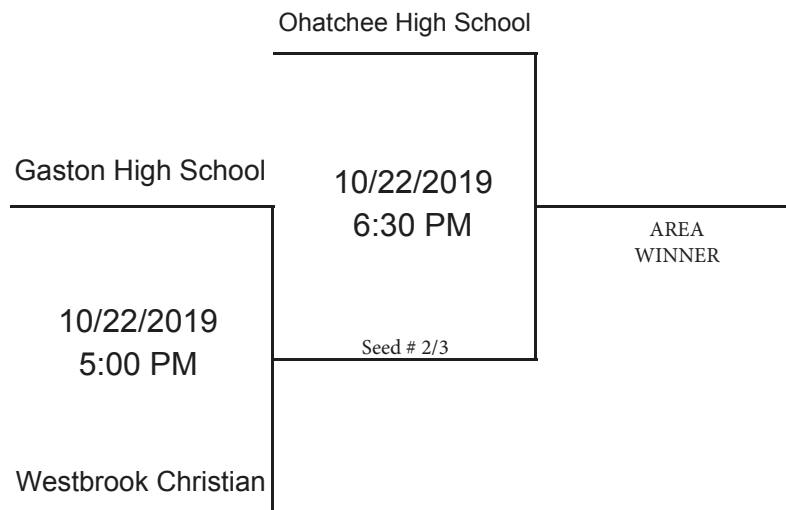 Ohatchee High School
Gaston High School
10/22/2019
6:30 PM
AREA
WINNER
10/22/2019
5:00 PM
Seed # 2/3
Westbrook Christian